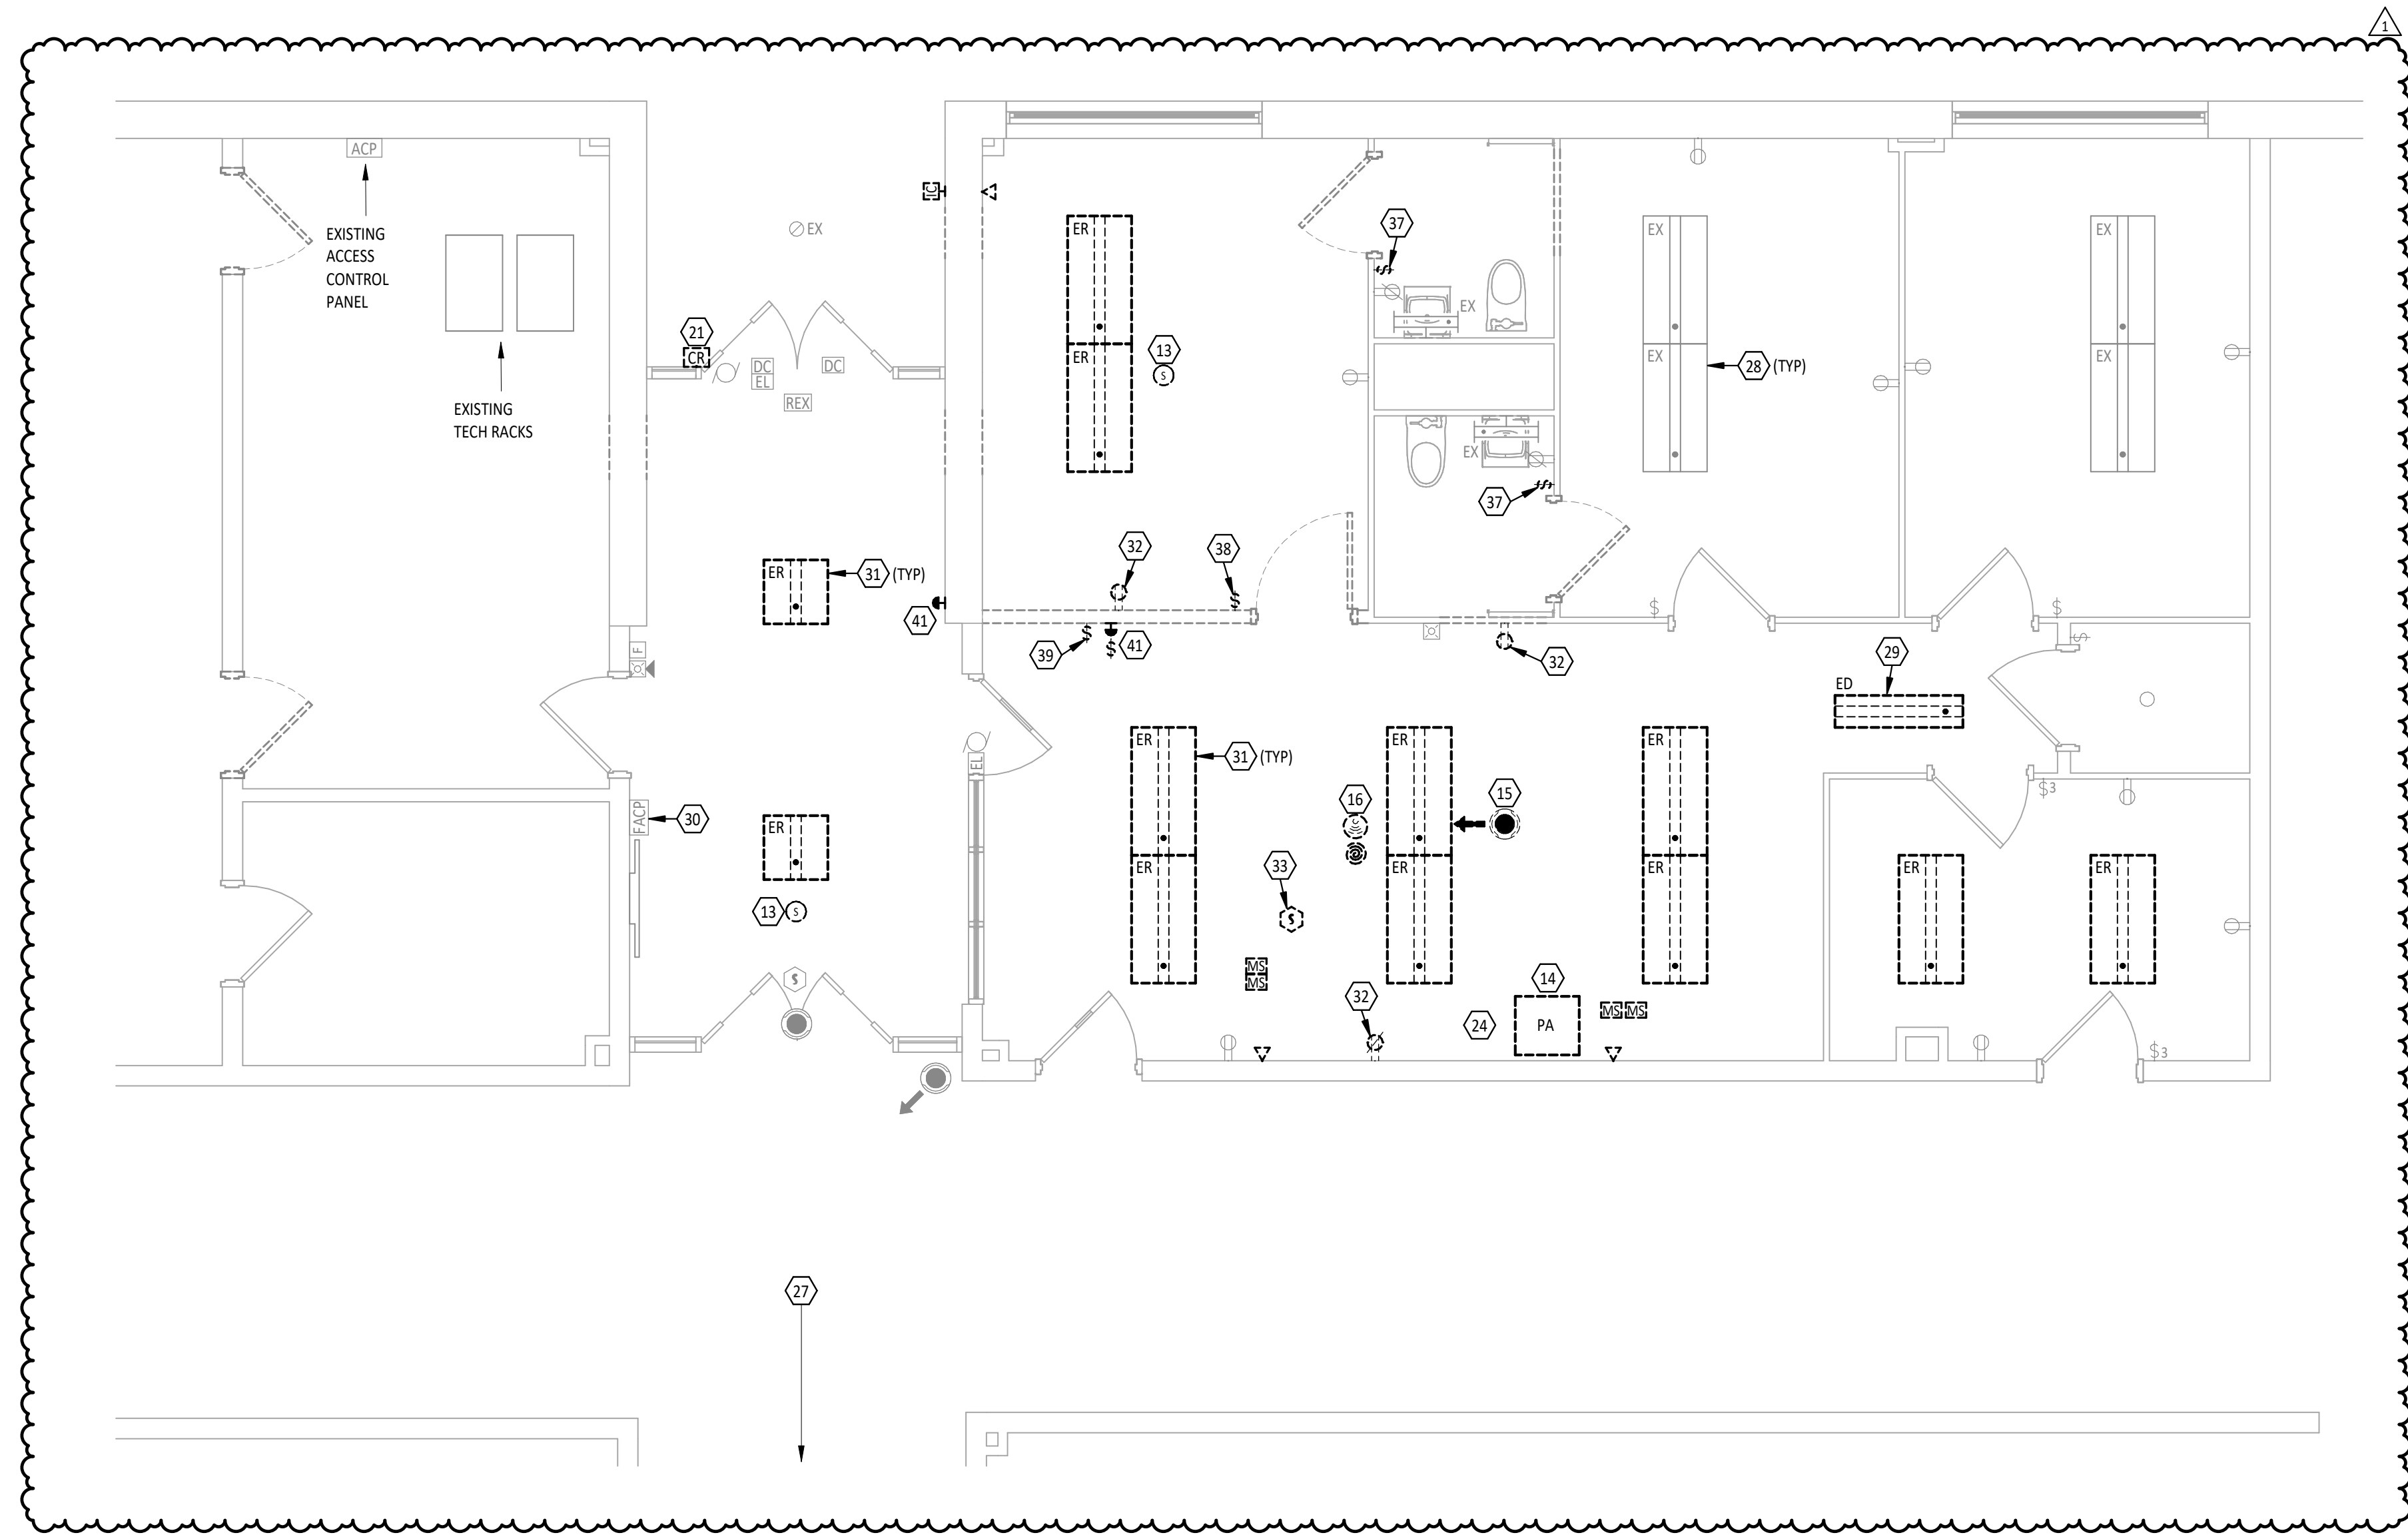 1
ACP
EXISTING
ACCESS
CONTROL
PANEL
EXISTING
TECH RACKS
IC
EX
21
CR
DC
EL
DC
REX
ER
ER
13
S
37
EX
EX
37
EX
EX
28 (TYP)
EX
EX
32
38
ER
31 (TYP)
41
39
$
$
41
32
$
$
$
29
ED
F
EL
ER
31 (TYP)
ER
ER
16
C
15
$3
FACP
30
ER
33
S
ER
ER
ER
ER
ER
13
S
S
MS
MS
32
14
24
PA
MS
MS
$3
27